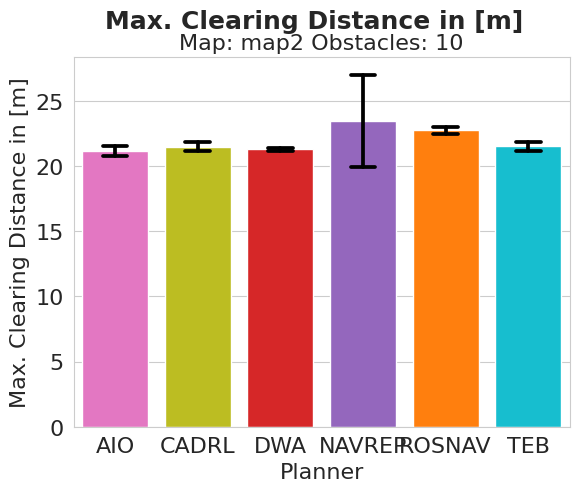 Max. Clearing Distance in [m]
Map: map2 Obstacles: 10
Max. Clearing Distance in [m]
25
20
15
10
5
0
AIO CADRL DWA NAVREP ROSNAV TEB
Planner